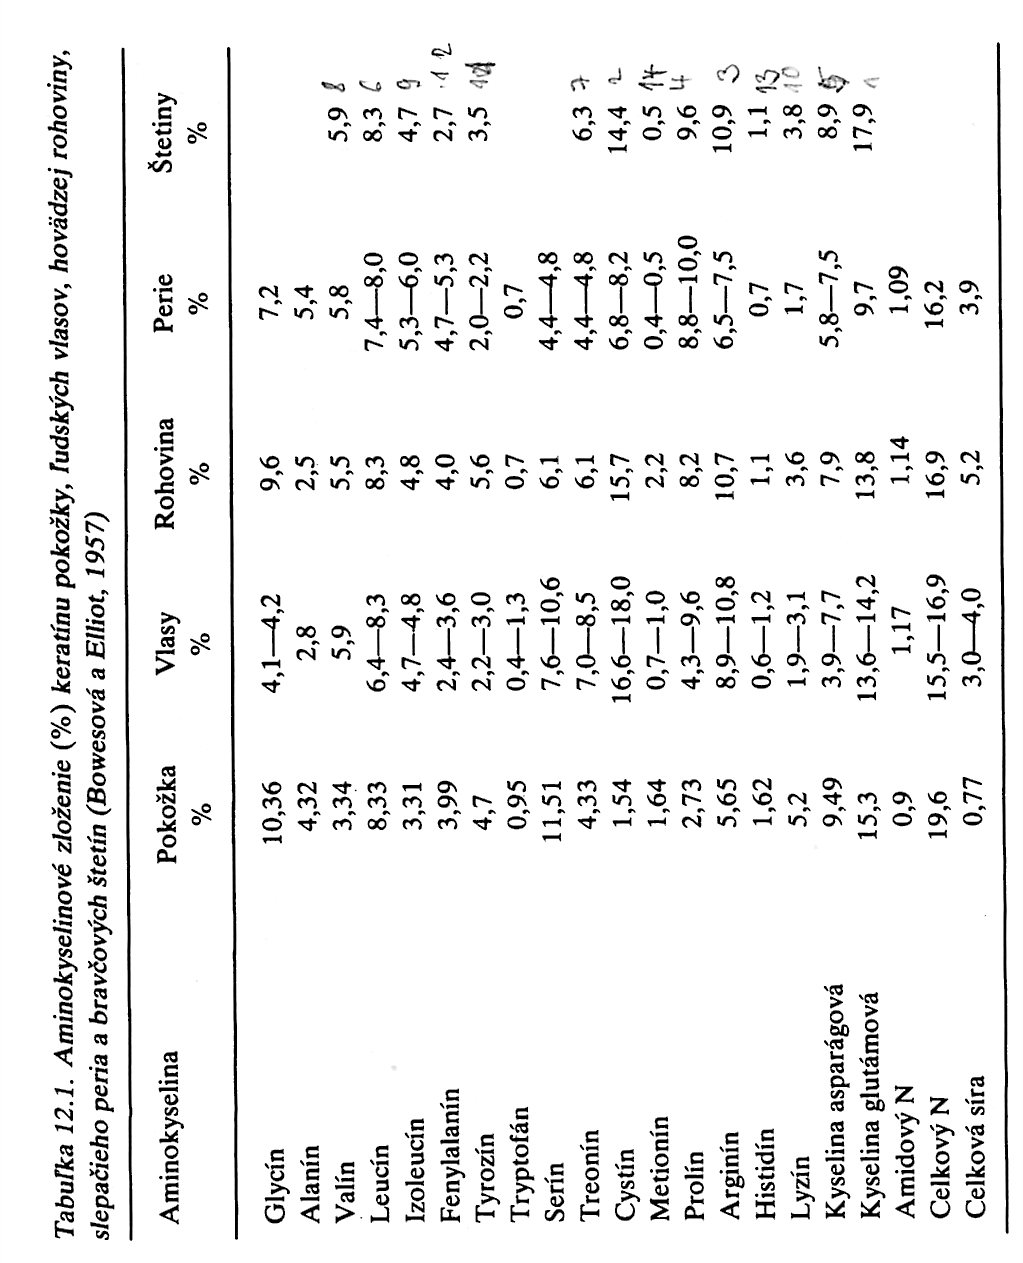 Tabuľka 12.1. Aminokyselinové zloženie (%) keratínu pokožky, ľudských vlasov, hovädzej rohoviny,
slepačieho peria a bravčových štetín (Bowesová a Elliot, 1957)
Aminokyselina Pokožka Vlasy Rohovina Perie Štetiny
% % % % %
Glycín 10,36 4,1—4,2 9,6 7,2
Alanín 4,32 2,8 2,5 5,4
Valín 3,34 5,9 5,5 5,8 5,9 8
Leucín 8,33 6,4—8,3 8,3 7,4—8,0 8,3 6
Izoleucín 3,31 4,7—4,8 4,8 5,3—6,0 4,7 9
Fenylalanín 3,99 2,4—3,6 4,0 4,7—5,3 2,7 12
Tyrozín 4,7 2,2—3,0 5,6 2,0—2,2 3,5
Tryptofán 0,95 0,4—1,3 0,7 0,7
Serín 11,51 7,6—10,6 6,1 4,4—4,8
Treonín 4,33 7,0—8,5 6,1 4,4—4,8 6,3 7
Cystín 1,54 16,6—18,0 15,7 6,8—8,2 14,4 2
Metionín 1,64 0,7—1,0 2,2 0,4—0,5 0,5 14
Prolín 2,73 4,3—9,6 8,2 8,8—10,0 9,6 4
Arginín 5,65 8,9—10,8 10,7 6,5—7,5 10,9 3
Histidín 1,62 0,6—1,2 1,1 0,7 1,1 13
Lyzín 5,2 1,9—3,1 3,6 1,7 3,8 10
Kyselina asparágová 9,49 3,9—7,7 7,9 5,8—7,5 8,9 5
Kyselina glutámová 15,3 13,6—14,2 13,8 9,7 17,9 1
Amidový N 0,9 1,17 1,14 1,09
Celkový N 19,6 15,5—16,9 16,9 16,2
Celková síra 0,77 3,0—4,0 5,2 3,9